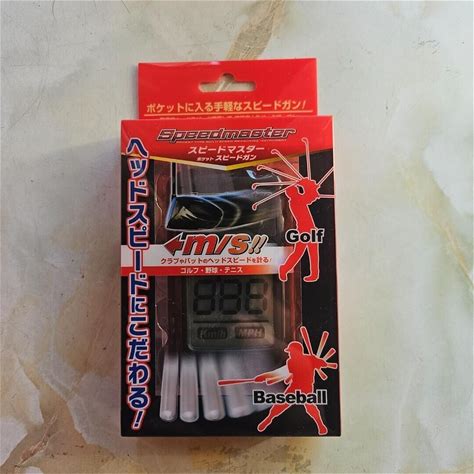 ポケットに入る手軽なスピードガン!
Speedmaster
スピードマスター
ポケット スピードガン
ヘッドスピードにこだわる!
Golf
m/s!!
クラブやバットのヘッドスピードを計る!
ゴルフ・野球・テニス
888
Km/h MPH
Baseball